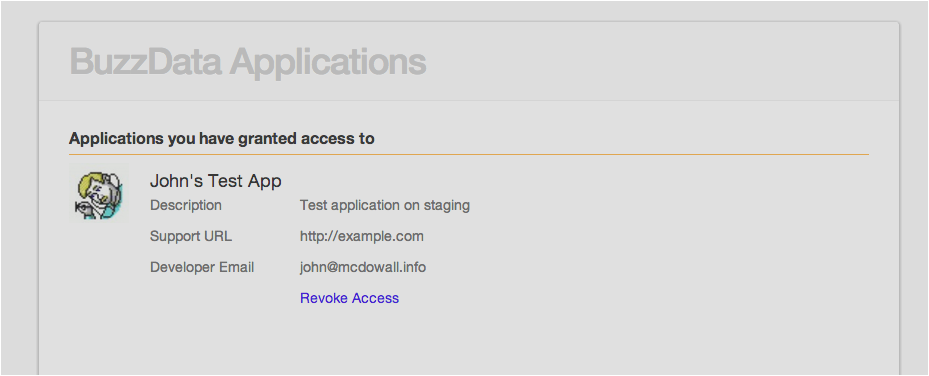 BuzzData Applications
Applications you have granted access to
John's Test App
Description Test application on staging
Support URL http://example.com
Developer Email john@mcdowall.info
Revoke Access